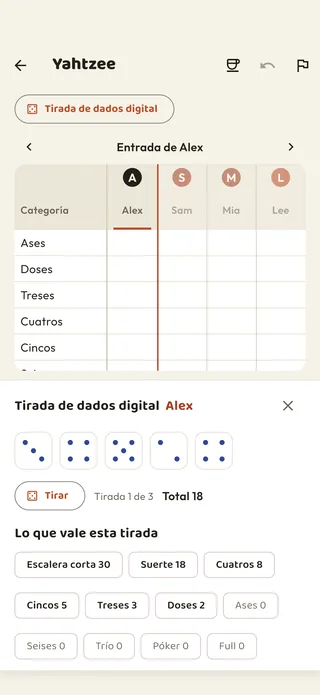 Yahtzee
Tirada de dados digital
Entrada de Alex
A S M L
Categoría Alex Sam Mia Lee
Ases
Doses
Treses
Cuatros
Cincos
Tirada de dados digital Alex
Tirar Tirada 1 de 3 Total 18
Lo que vale esta tirada
Escalera corta 30 Suerte 18 Cuatros 8
Cincos 5 Treses 3 Doses 2 Ases 0
Seises 0 Trío 0 Póker 0 Full 0